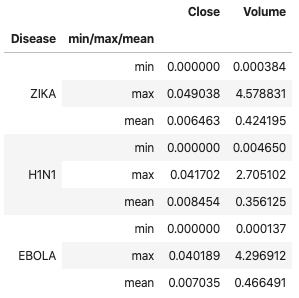 Close Volume
Disease min/max/mean
min 0.000000 0.000384
ZIKA max 0.049038 4.578831
mean 0.006463 0.424195
min 0.000000 0.004650
H1N1 max 0.041702 2.705102
mean 0.008454 0.356125
min 0.000000 0.000137
EBOLA max 0.040189 4.296912
mean 0.007035 0.466491